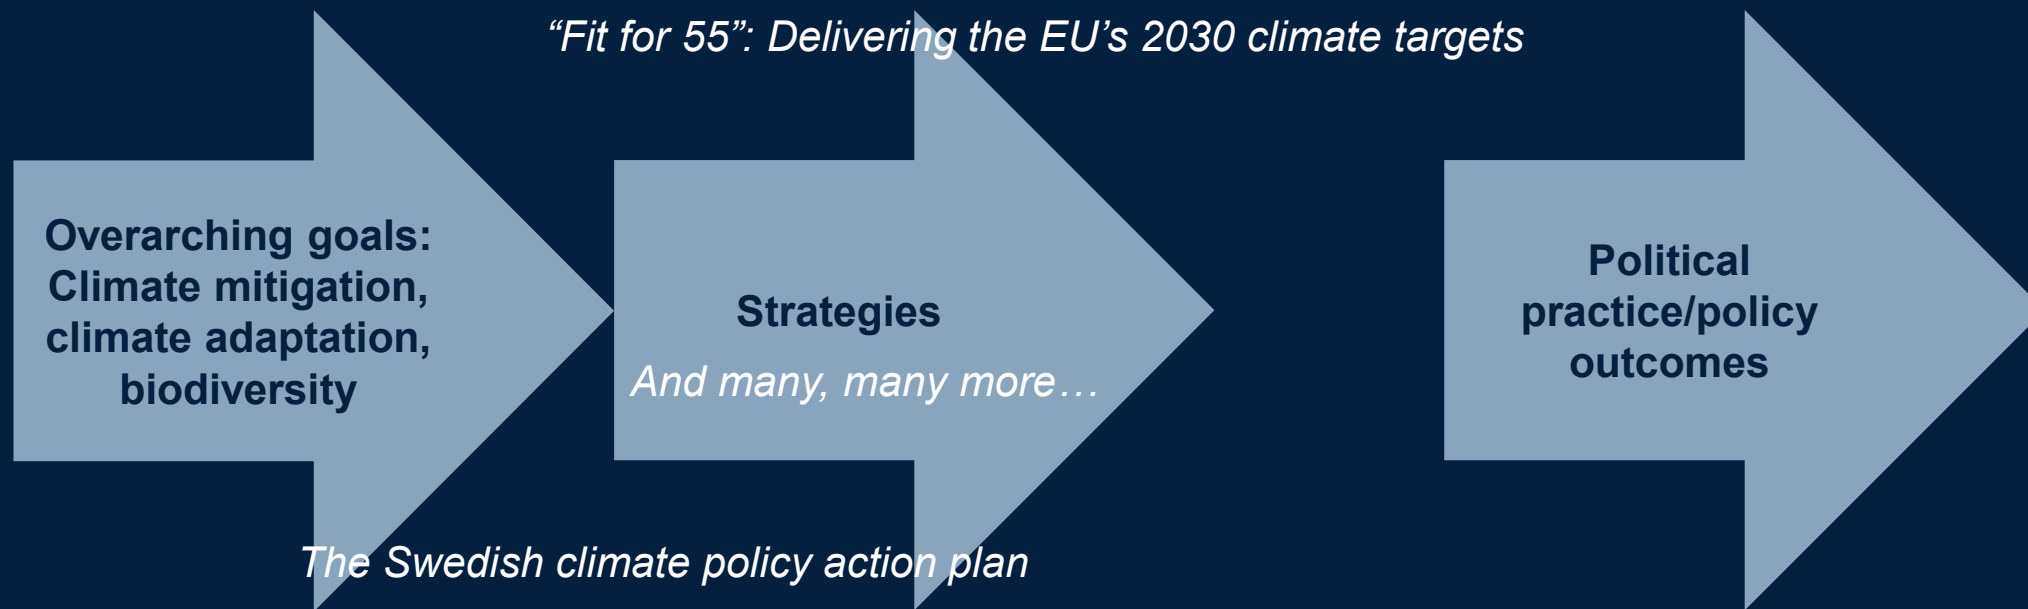 “Fit for 55”: Delivering the EU’s 2030 climate targets
Overarching goals:
Climate mitigation,
climate adaptation,
biodiversity
Strategies
And many, many more…
Political
practice/policy
outcomes
The Swedish climate policy action plan